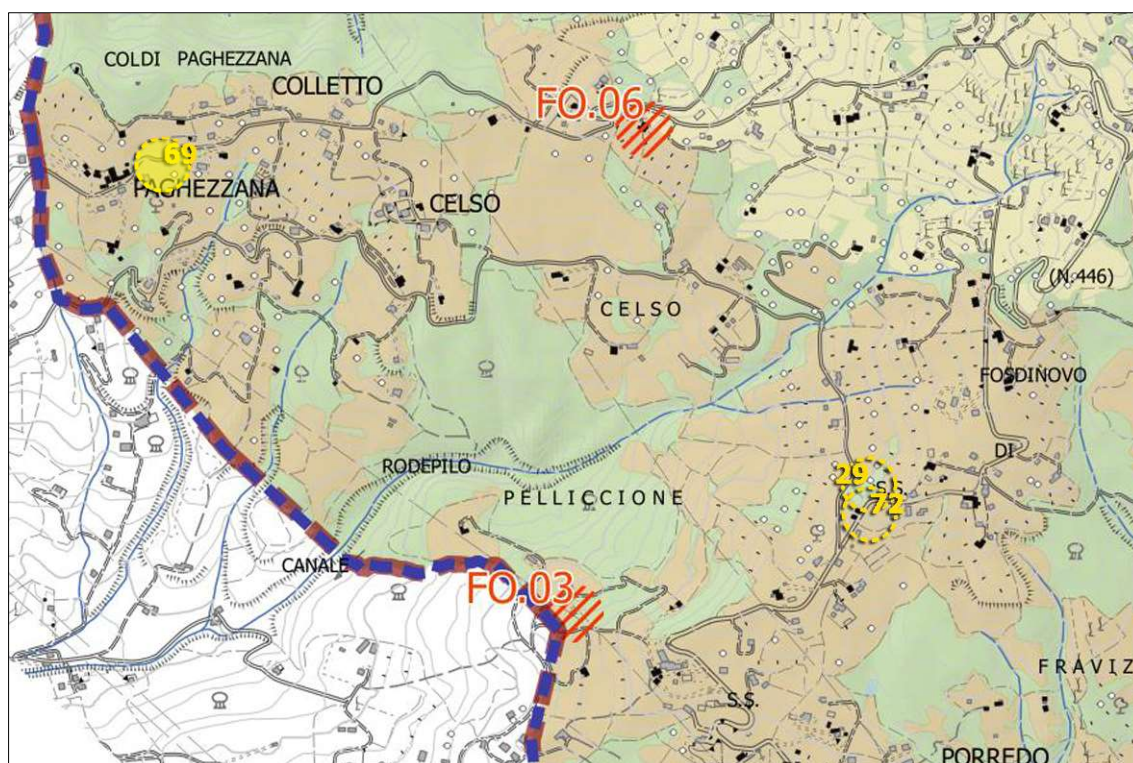 COLDI PAGHEZZANA
COLLETTO
FO.06
69
PAGHEZZANA
CELSO
CELSO
(N.446)
FOSDINOVO
DI
RODEPILO
29
S.
72
PELLICCIONE
CANALE
FO.03
FRAVIZ
S.S.
PORREDO